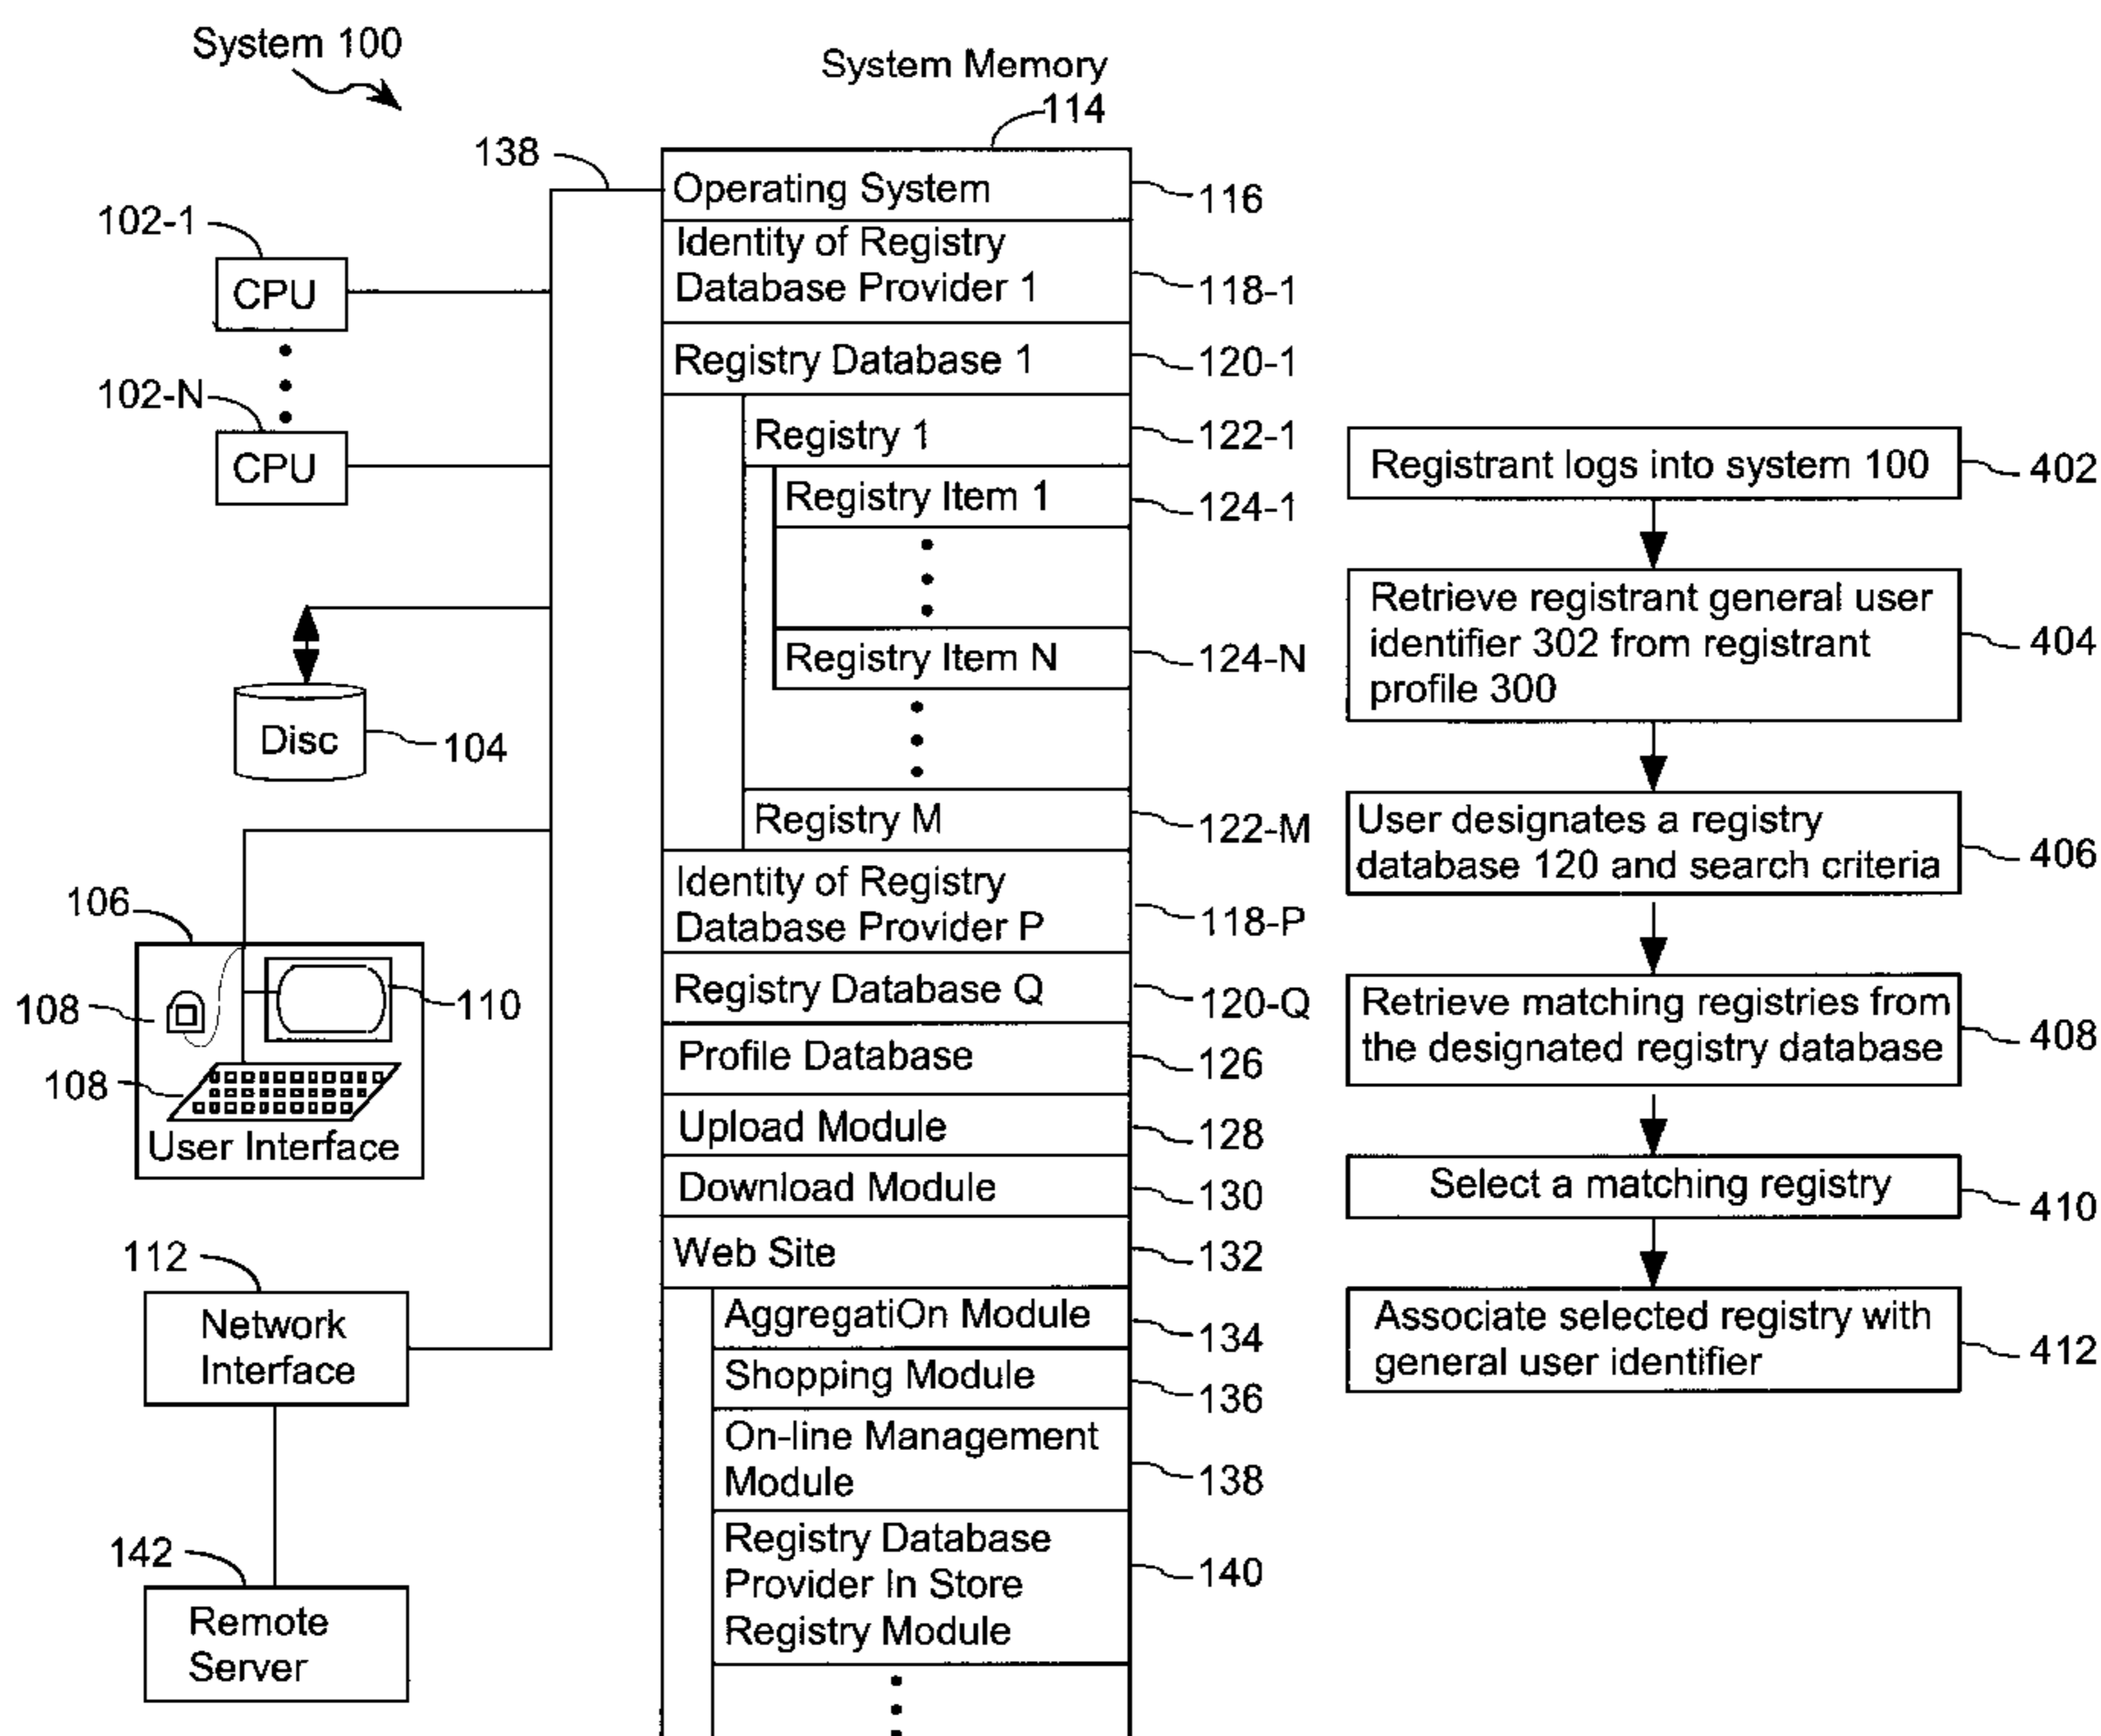 System 100
138
102-1
CPU
102-N
CPU
Disc
104
106
108
110
108
User Interface
112
Network
Interface
142
Remote
Server
System Memory
114
Operating System
116
Identity of Registry
Database Provider 1
118-1
Registry Database 1
120-1
Registry 1
122-1
Registry Item 1
124-1
Registry Item N
124-N
Registry M
122-M
Identity of Registry
Database Provider P
118-P
Registry Database Q
120-Q
Profile Database
126
Upload Module
128
Download Module
130
Web Site
132
AggregatiOn Module
134
Shopping Module
136
On-line Management
Module
138
Registry Database
Provider In Store
Registry Module
140
Registrant logs into system 100
402
Retrieve registrant general user
identifier 302 from registrant
profile 300
404
User designates a registry
database 120 and search criteria
406
Retrieve matching registries from
the designated registry database
408
Select a matching registry
410
Associate selected registry with
general user identifier
412